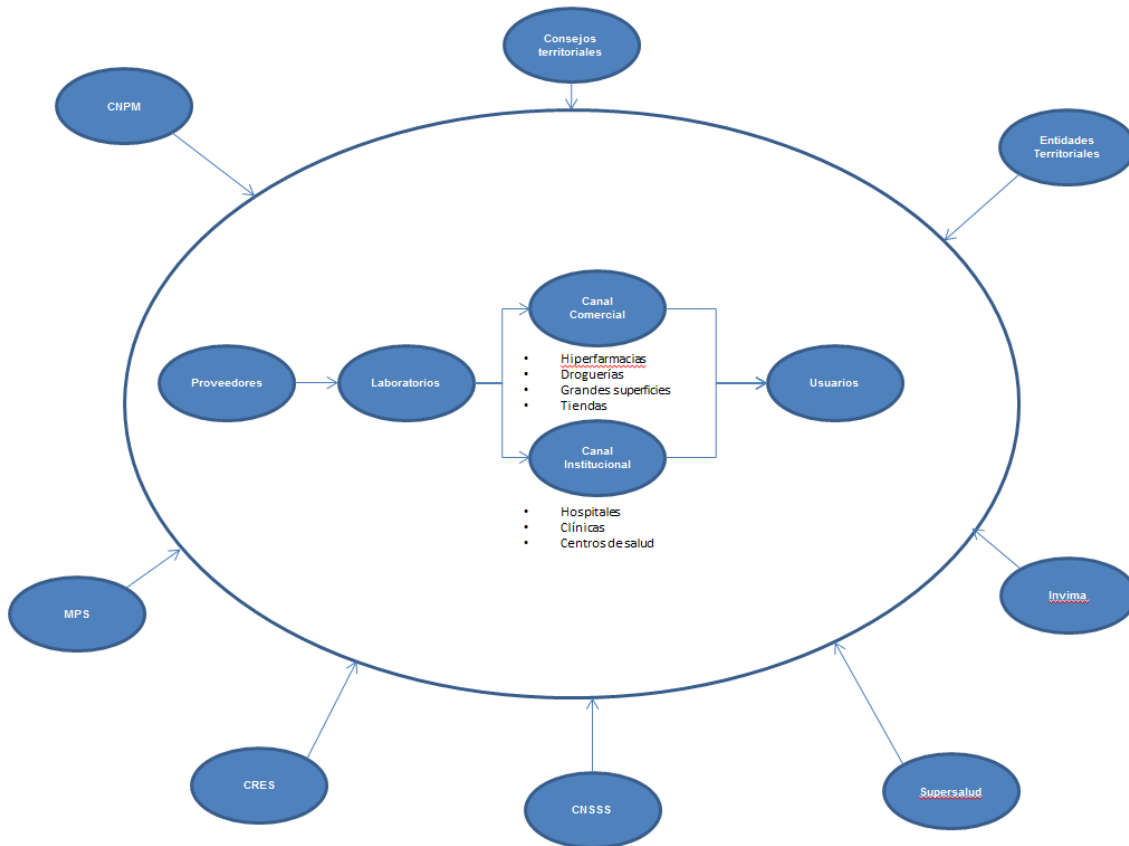 Consejos
territoriales
CNPM
Entidades
Territoriales
Canal
Comercial
• Hiperfarmacias
• Droguerías
• Grandes superficies
• Tiendas
Proveedores
Laboratorios
Usuarios
Canal
Institucional
• Hospitales
• Clínicas
• Centros de salud
MPS
Invima
CRES
CNSSS
Supersalud